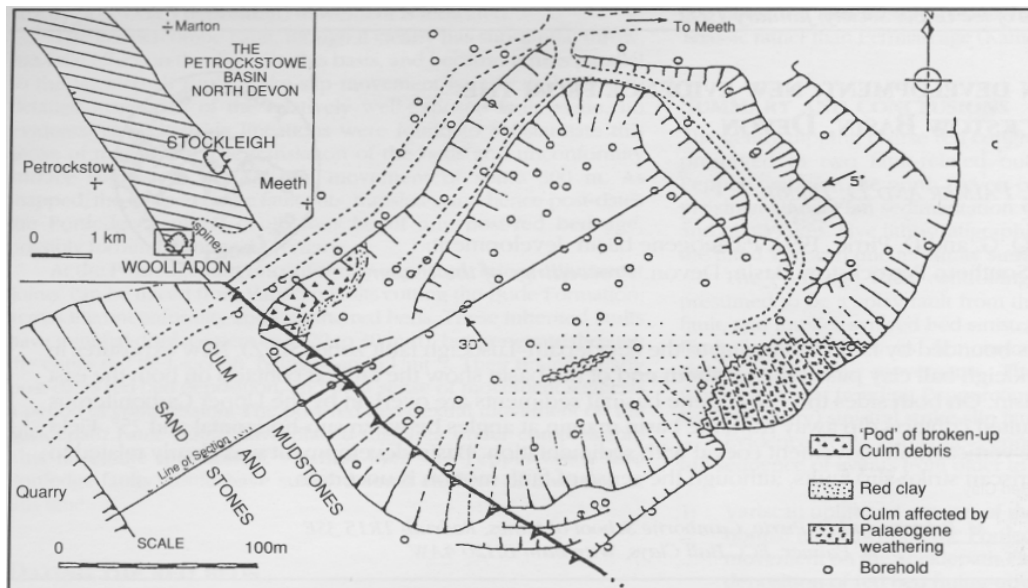 Marton
To Meeth
N
THE
PETROCKSTOWE
BASIN
NORTH DEVON
STOCKLEIGH
Petrockstow
Meeth
0 1 km
spine
WOOLLADON
5°
30°
CULM
SAND AND
STONES
MUDSTONES
Line of Section
Quarry
0 100m
SCALE
'Pod' of broken-up
Culm debris
Red clay
Culm affected by
Palaeogene
weathering
Borehold